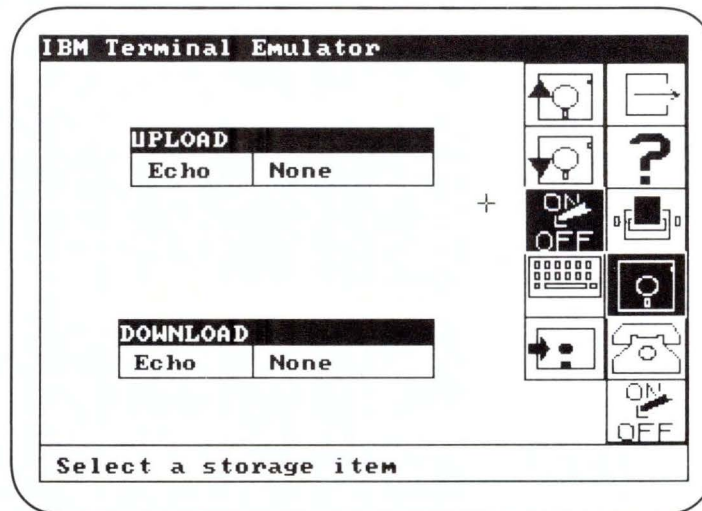 IBM Terminal Emulator
UPLOAD
Echo None
ON
OFF
?
DOWNLOAD
Echo None
ON
OFF
Select a storage item